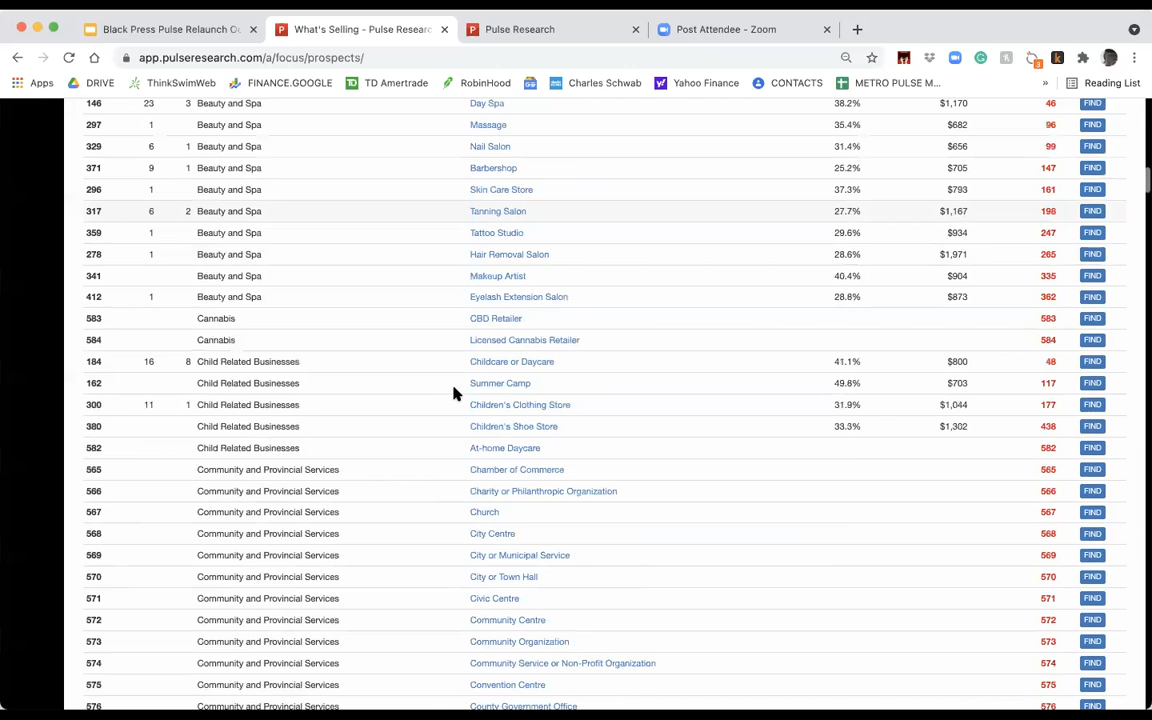 Black Press Pulse Relaunch Ou
What's Selling - Pulse Researc
Pulse Research
Post Attendee - Zoom
app.pulseresearch.com/a/focus/prospects/
3
Apps DRIVE ThinkSwimWeb FINANCE.GOOGLE TD Amertrade RobinHood Charles Schwab Yahoo Finance CONTACTS METRO PULSE M... » Reading List
146 23 3 Beauty and Spa Day Spa 38.2% $1,170 46 FIND
297 1 Beauty and Spa Massage 35.4% $682 96 FIND
329 6 1 Beauty and Spa Nail Salon 31.4% $656 99 FIND
371 9 1 Beauty and Spa Barbershop 25.2% $705 147 FIND
296 1 Beauty and Spa Skin Care Store 37.3% $793 161 FIND
317 6 2 Beauty and Spa Tanning Salon 27.7% $1,167 198 FIND
359 1 Beauty and Spa Tattoo Studio 29.6% $934 247 FIND
278 1 Beauty and Spa Hair Removal Salon 28.6% $1,971 265 FIND
341 Beauty and Spa Makeup Artist 40.4% $904 335 FIND
412 1 Beauty and Spa Eyelash Extension Salon 28.8% $873 362 FIND
583 Cannabis CBD Retailer 583 FIND
584 Cannabis Licensed Cannabis Retailer 584 FIND
184 16 8 Child Related Businesses Childcare or Daycare 41.1% $800 48 FIND
162 Child Related Businesses Summer Camp 49.8% $703 117 FIND
300 11 1 Child Related Businesses Children's Clothing Store 31.9% $1,044 177 FIND
380 Child Related Businesses Children's Shoe Store 33.3% $1,302 438 FIND
582 Child Related Businesses At-home Daycare 582 FIND
565 Community and Provincial Services Chamber of Commerce 565 FIND
566 Community and Provincial Services Charity or Philanthropic Organization 566 FIND
567 Community and Provincial Services Church 567 FIND
568 Community and Provincial Services City Centre 568 FIND
569 Community and Provincial Services City or Municipal Service 569 FIND
570 Community and Provincial Services City or Town Hall 570 FIND
571 Community and Provincial Services Civic Centre 571 FIND
572 Community and Provincial Services Community Centre 572 FIND
573 Community and Provincial Services Community Organization 573 FIND
574 Community and Provincial Services Community Service or Non-Profit Organization 574 FIND
575 Community and Provincial Services Convention Centre 575 FIND
576 Community and Provincial Services County Government Office 576 FIND